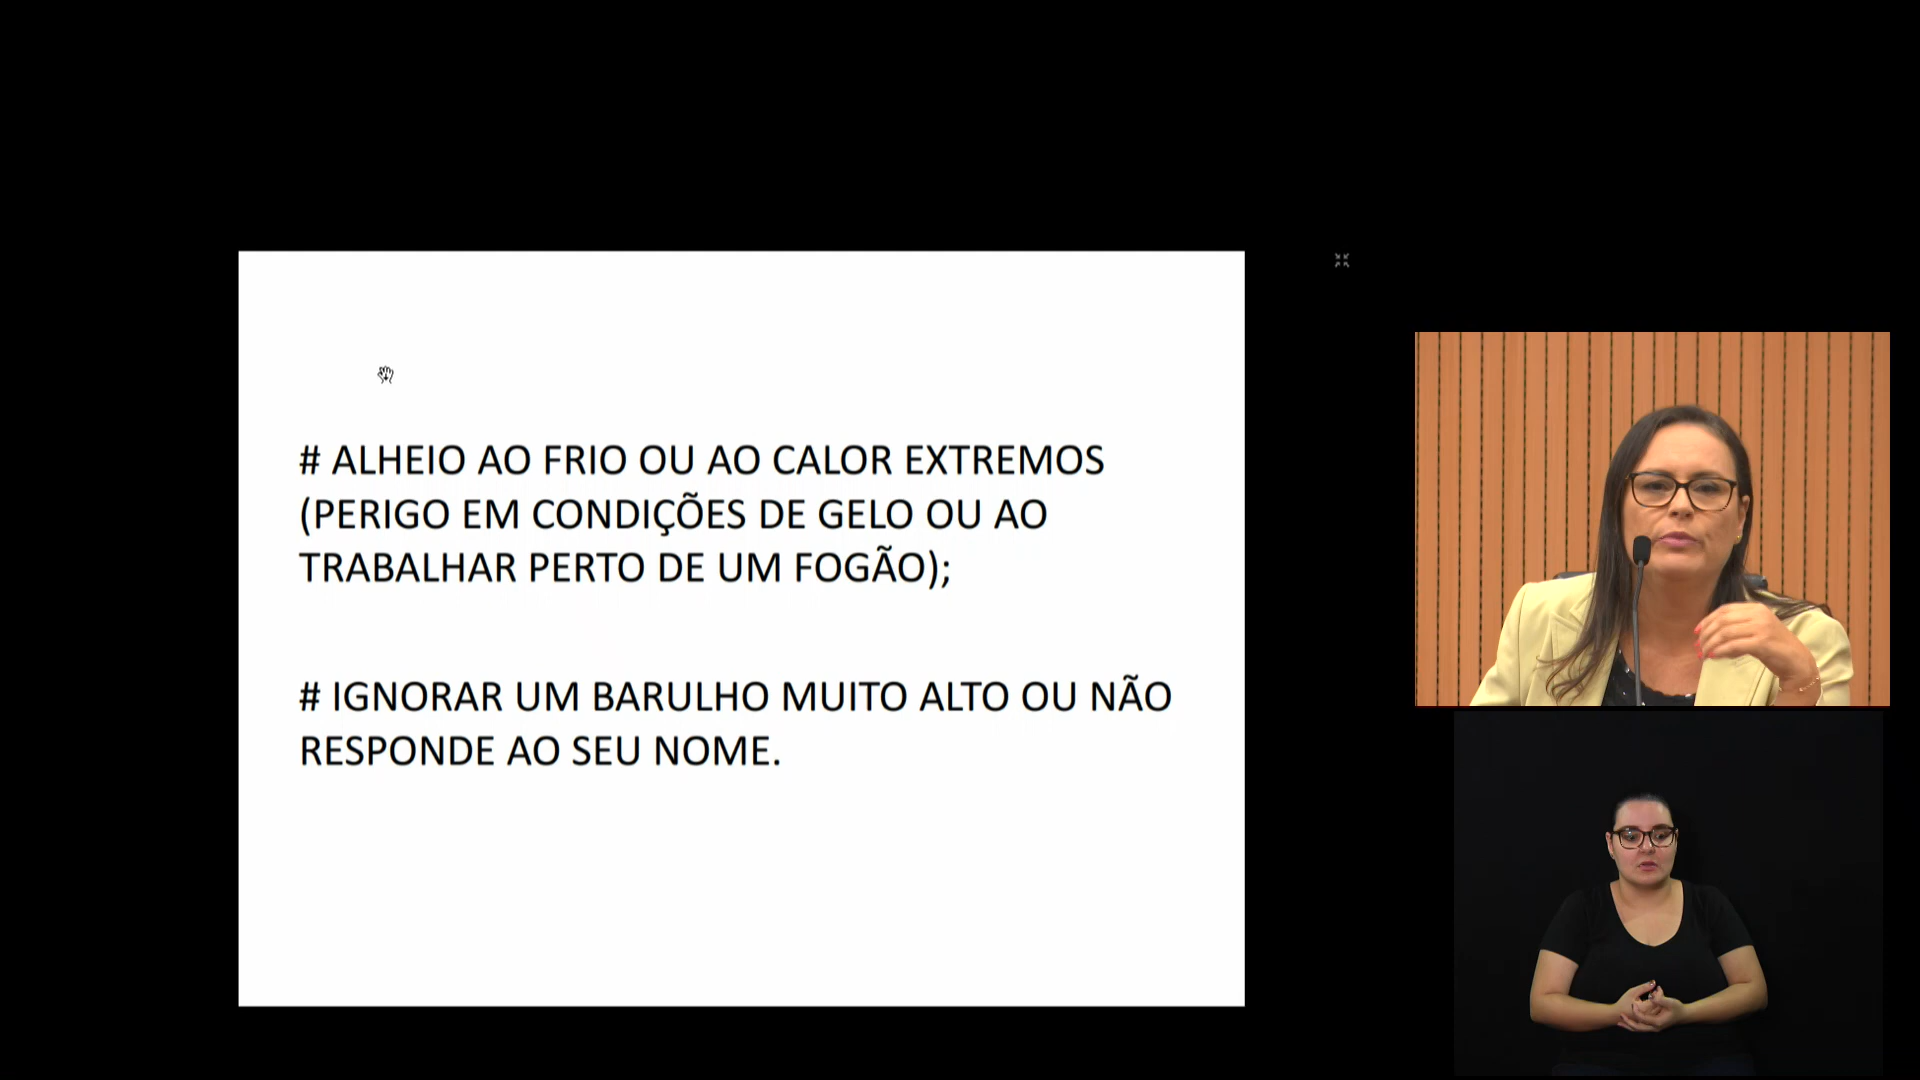 # ALHEIO AO FRIO OU AO CALOR EXTREMOS
(PERIGO EM CONDIÇÕES DE GELO OU AO
TRABALHAR PERTO DE UM FOGÃO);
# IGNORAR UM BARULHO MUITO ALTO OU NÃO
RESPONDE AO SEU NOME.